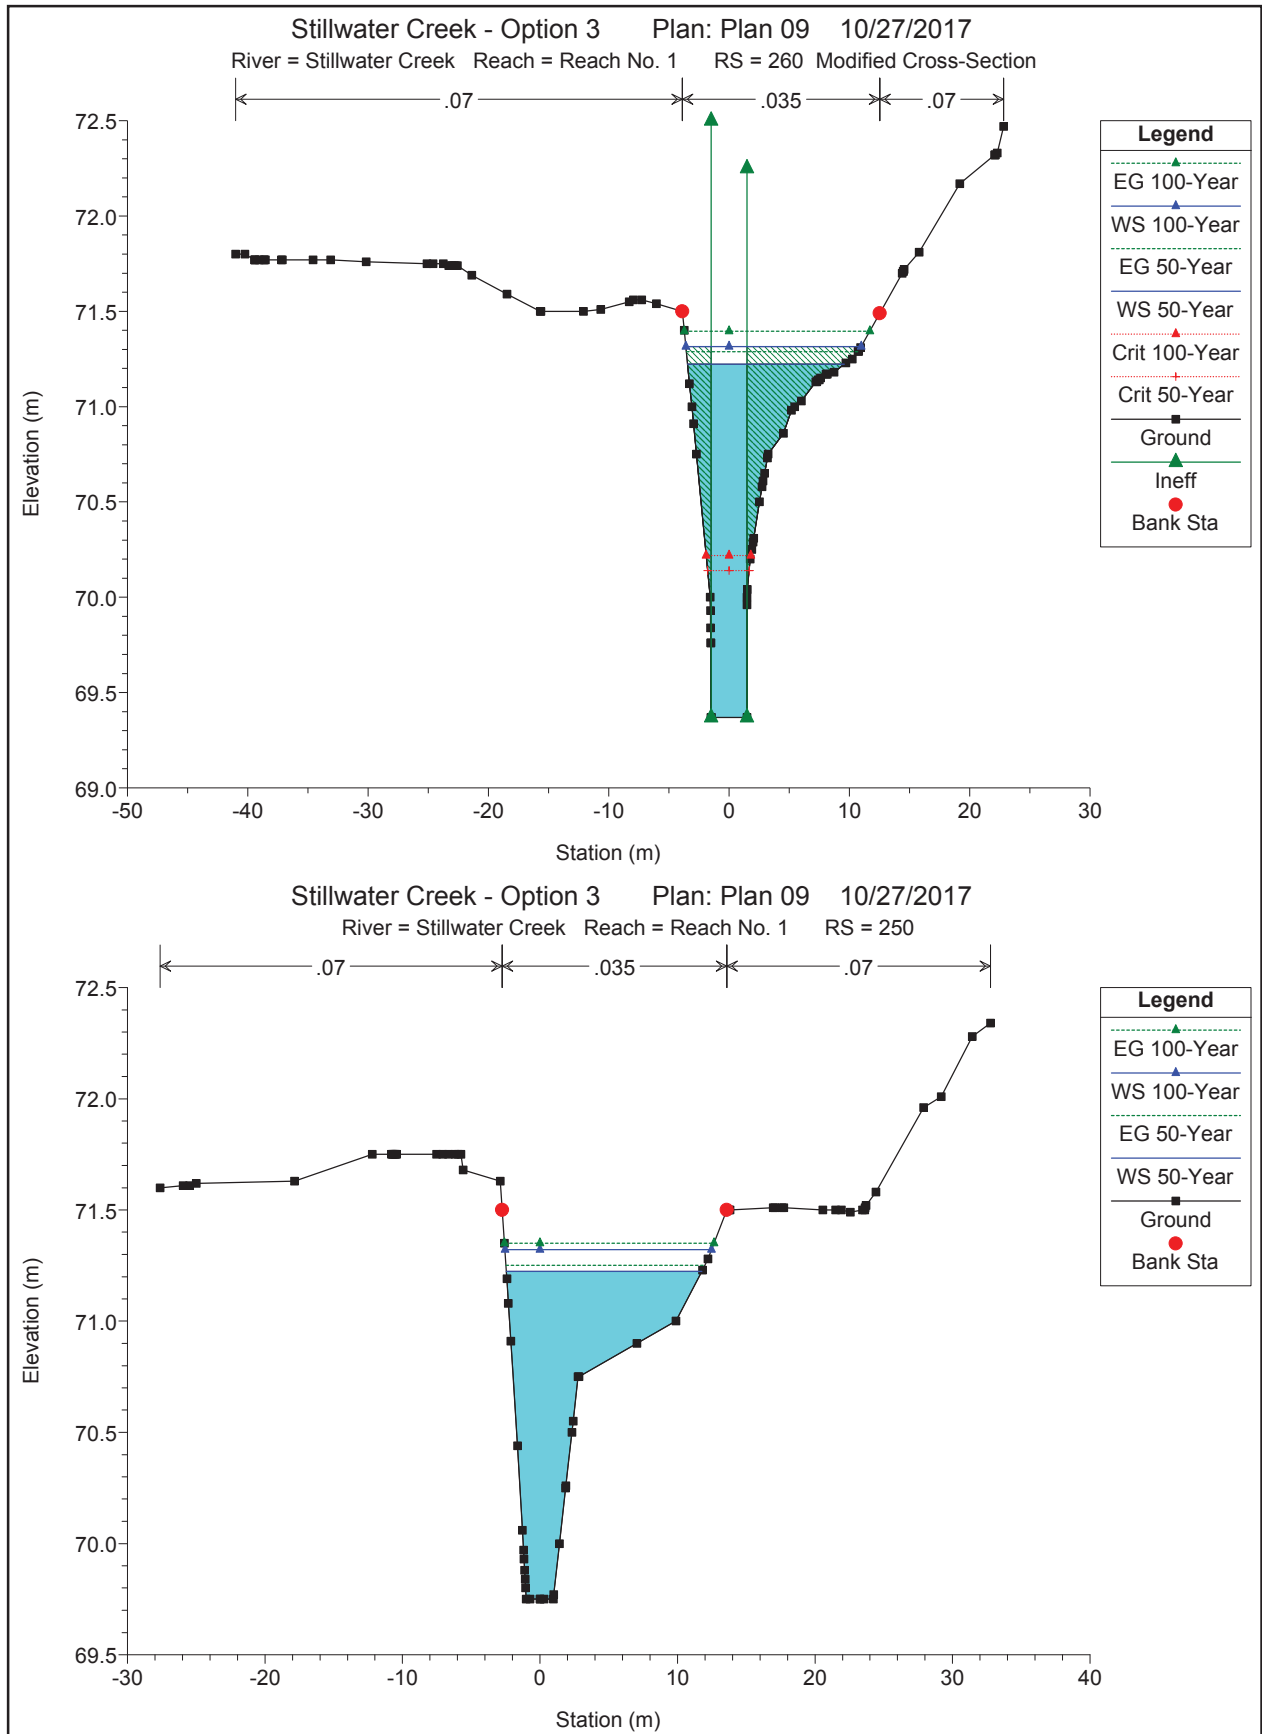 Stillwater Creek - Option 3 Plan: Plan 09 10/27/2017
River = Stillwater Creek Reach = Reach No. 1 RS = 260 Modified Cross-Section
.07 .035 .07
72.5
72.0
71.5
71.0
70.5
70.0
69.5
69.0
Elevation (m)
-50 -40 -30 -20 -10 0 10 20 30
Station (m)
Legend
EG 100-Year
WS 100-Year
EG 50-Year
WS 50-Year
Crit 100-Year
Crit 50-Year
Ground
Ineff
Bank Sta
Stillwater Creek - Option 3 Plan: Plan 09 10/27/2017
River = Stillwater Creek Reach = Reach No. 1 RS = 250
.07 .035 .07
72.5
72.0
71.5
71.0
70.5
70.0
69.5
Elevation (m)
-30 -20 -10 0 10 20 30 40
Station (m)
Legend
EG 100-Year
WS 100-Year
EG 50-Year
WS 50-Year
Ground
Bank Sta